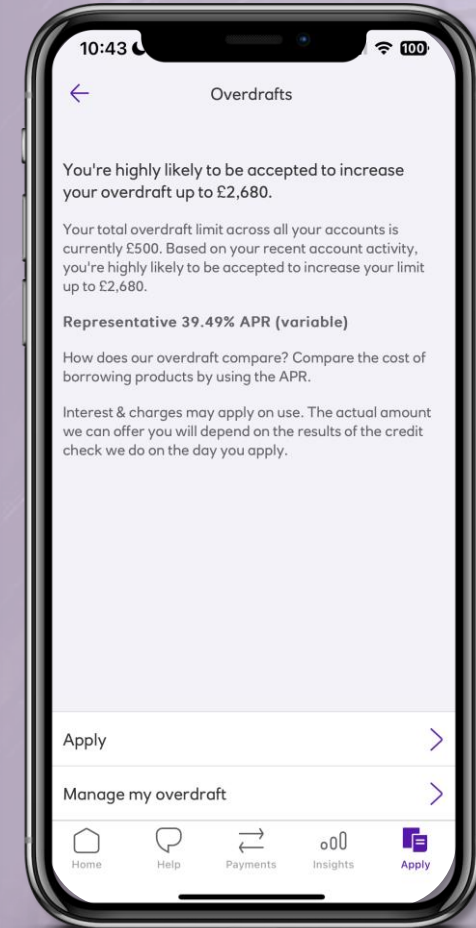 10:43
100
Overdrafts
You're highly likely to be accepted to increase
your overdraft up to £2,680.
Your total overdraft limit across all your accounts is
currently £500. Based on your recent account activity,
you're highly likely to be accepted to increase your limit
up to £2,680.
Representative 39.49% APR (variable)
How does our overdraft compare? Compare the cost of
borrowing products by using the APR.
Interest & charges may apply on use. The actual amount
we can offer you will depend on the results of the credit
check we do on the day you apply.
Apply
Manage my overdraft
Home Help Payments Insights Apply